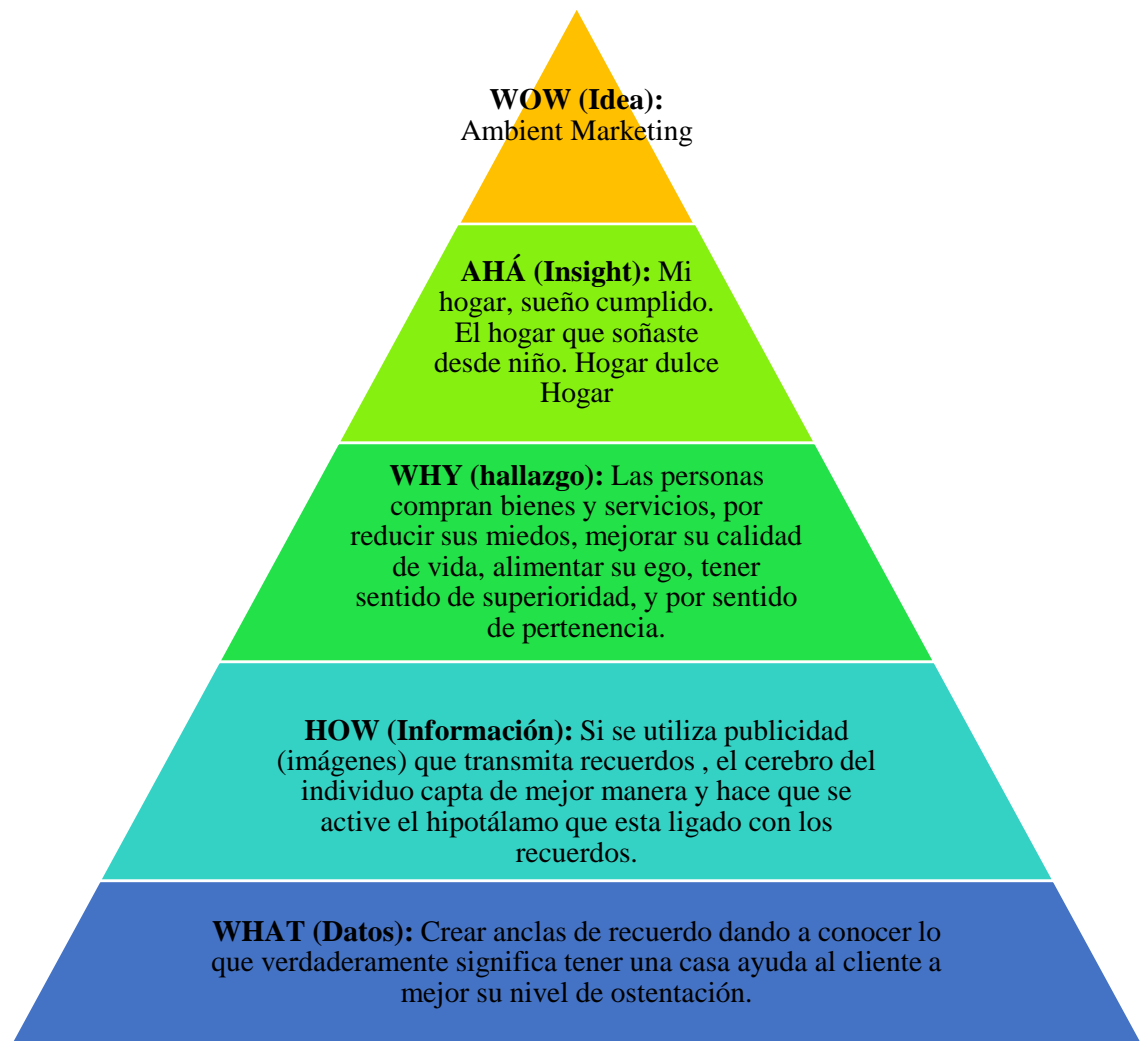 WOW (Idea):
Ambient Marketing
AHÁ (Insight): Mi
hogar, sueño cumplido.
El hogar que soñaste
desde niño. Hogar dulce
Hogar
WHY (hallazgo): Las personas
compran bienes y servicios, por
reducir sus miedos, mejorar su calidad
de vida, alimentar su ego, tener
sentido de superioridad, y por sentido
de pertenencia.
HOW (Información): Si se utiliza publicidad
(imágenes) que transmita recuerdos , el cerebro del
individuo capta de mejor manera y hace que se
active el hipotálamo que esta ligado con los
recuerdos.
WHAT (Datos): Crear anclas de recuerdo dando a conocer lo
que verdaderamente significa tener una casa ayuda al cliente a
mejor su nivel de ostentación.